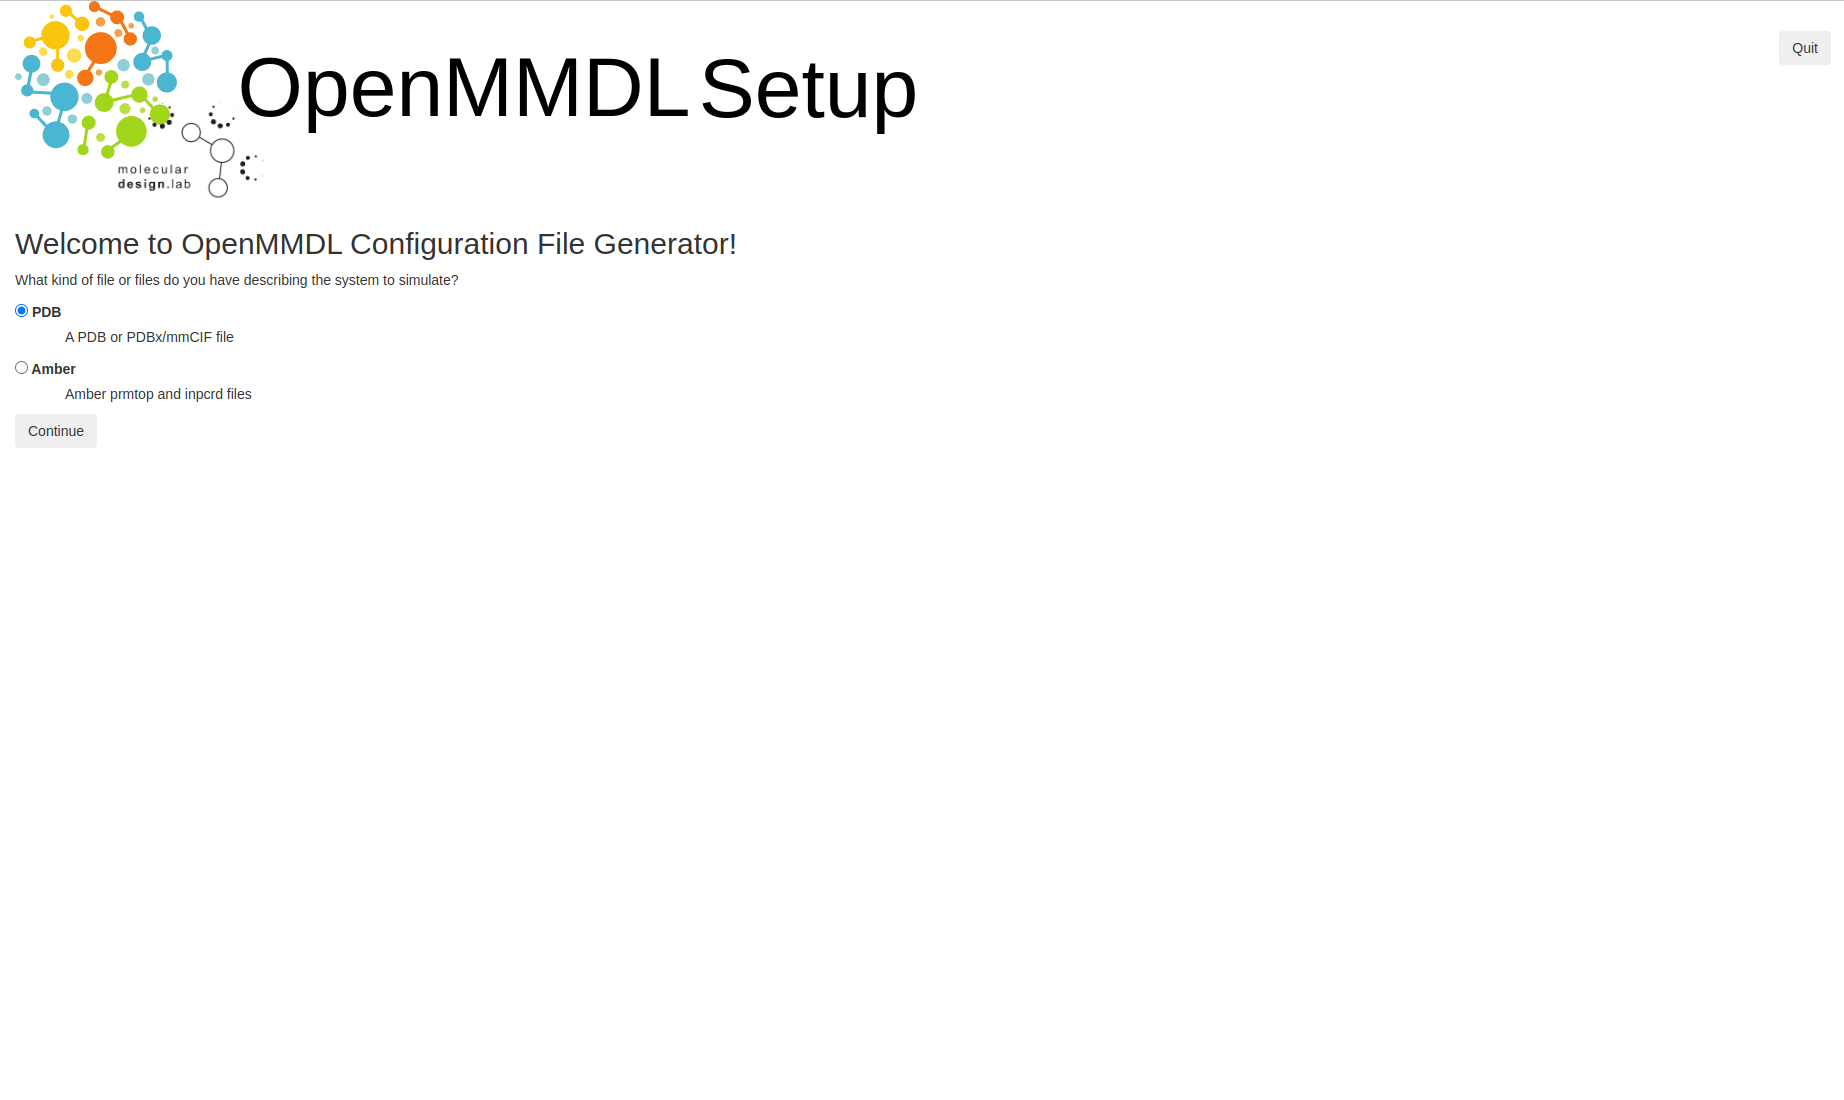 OpenMMDL Setup
Quit
molecular
design.lab
Welcome to OpenMMDL Configuration File Generator!
What kind of file or files do you have describing the system to simulate?
PDB
A PDB or PDBx/mmCIF file
Amber
Amber prmtop and inpcrd files
Continue